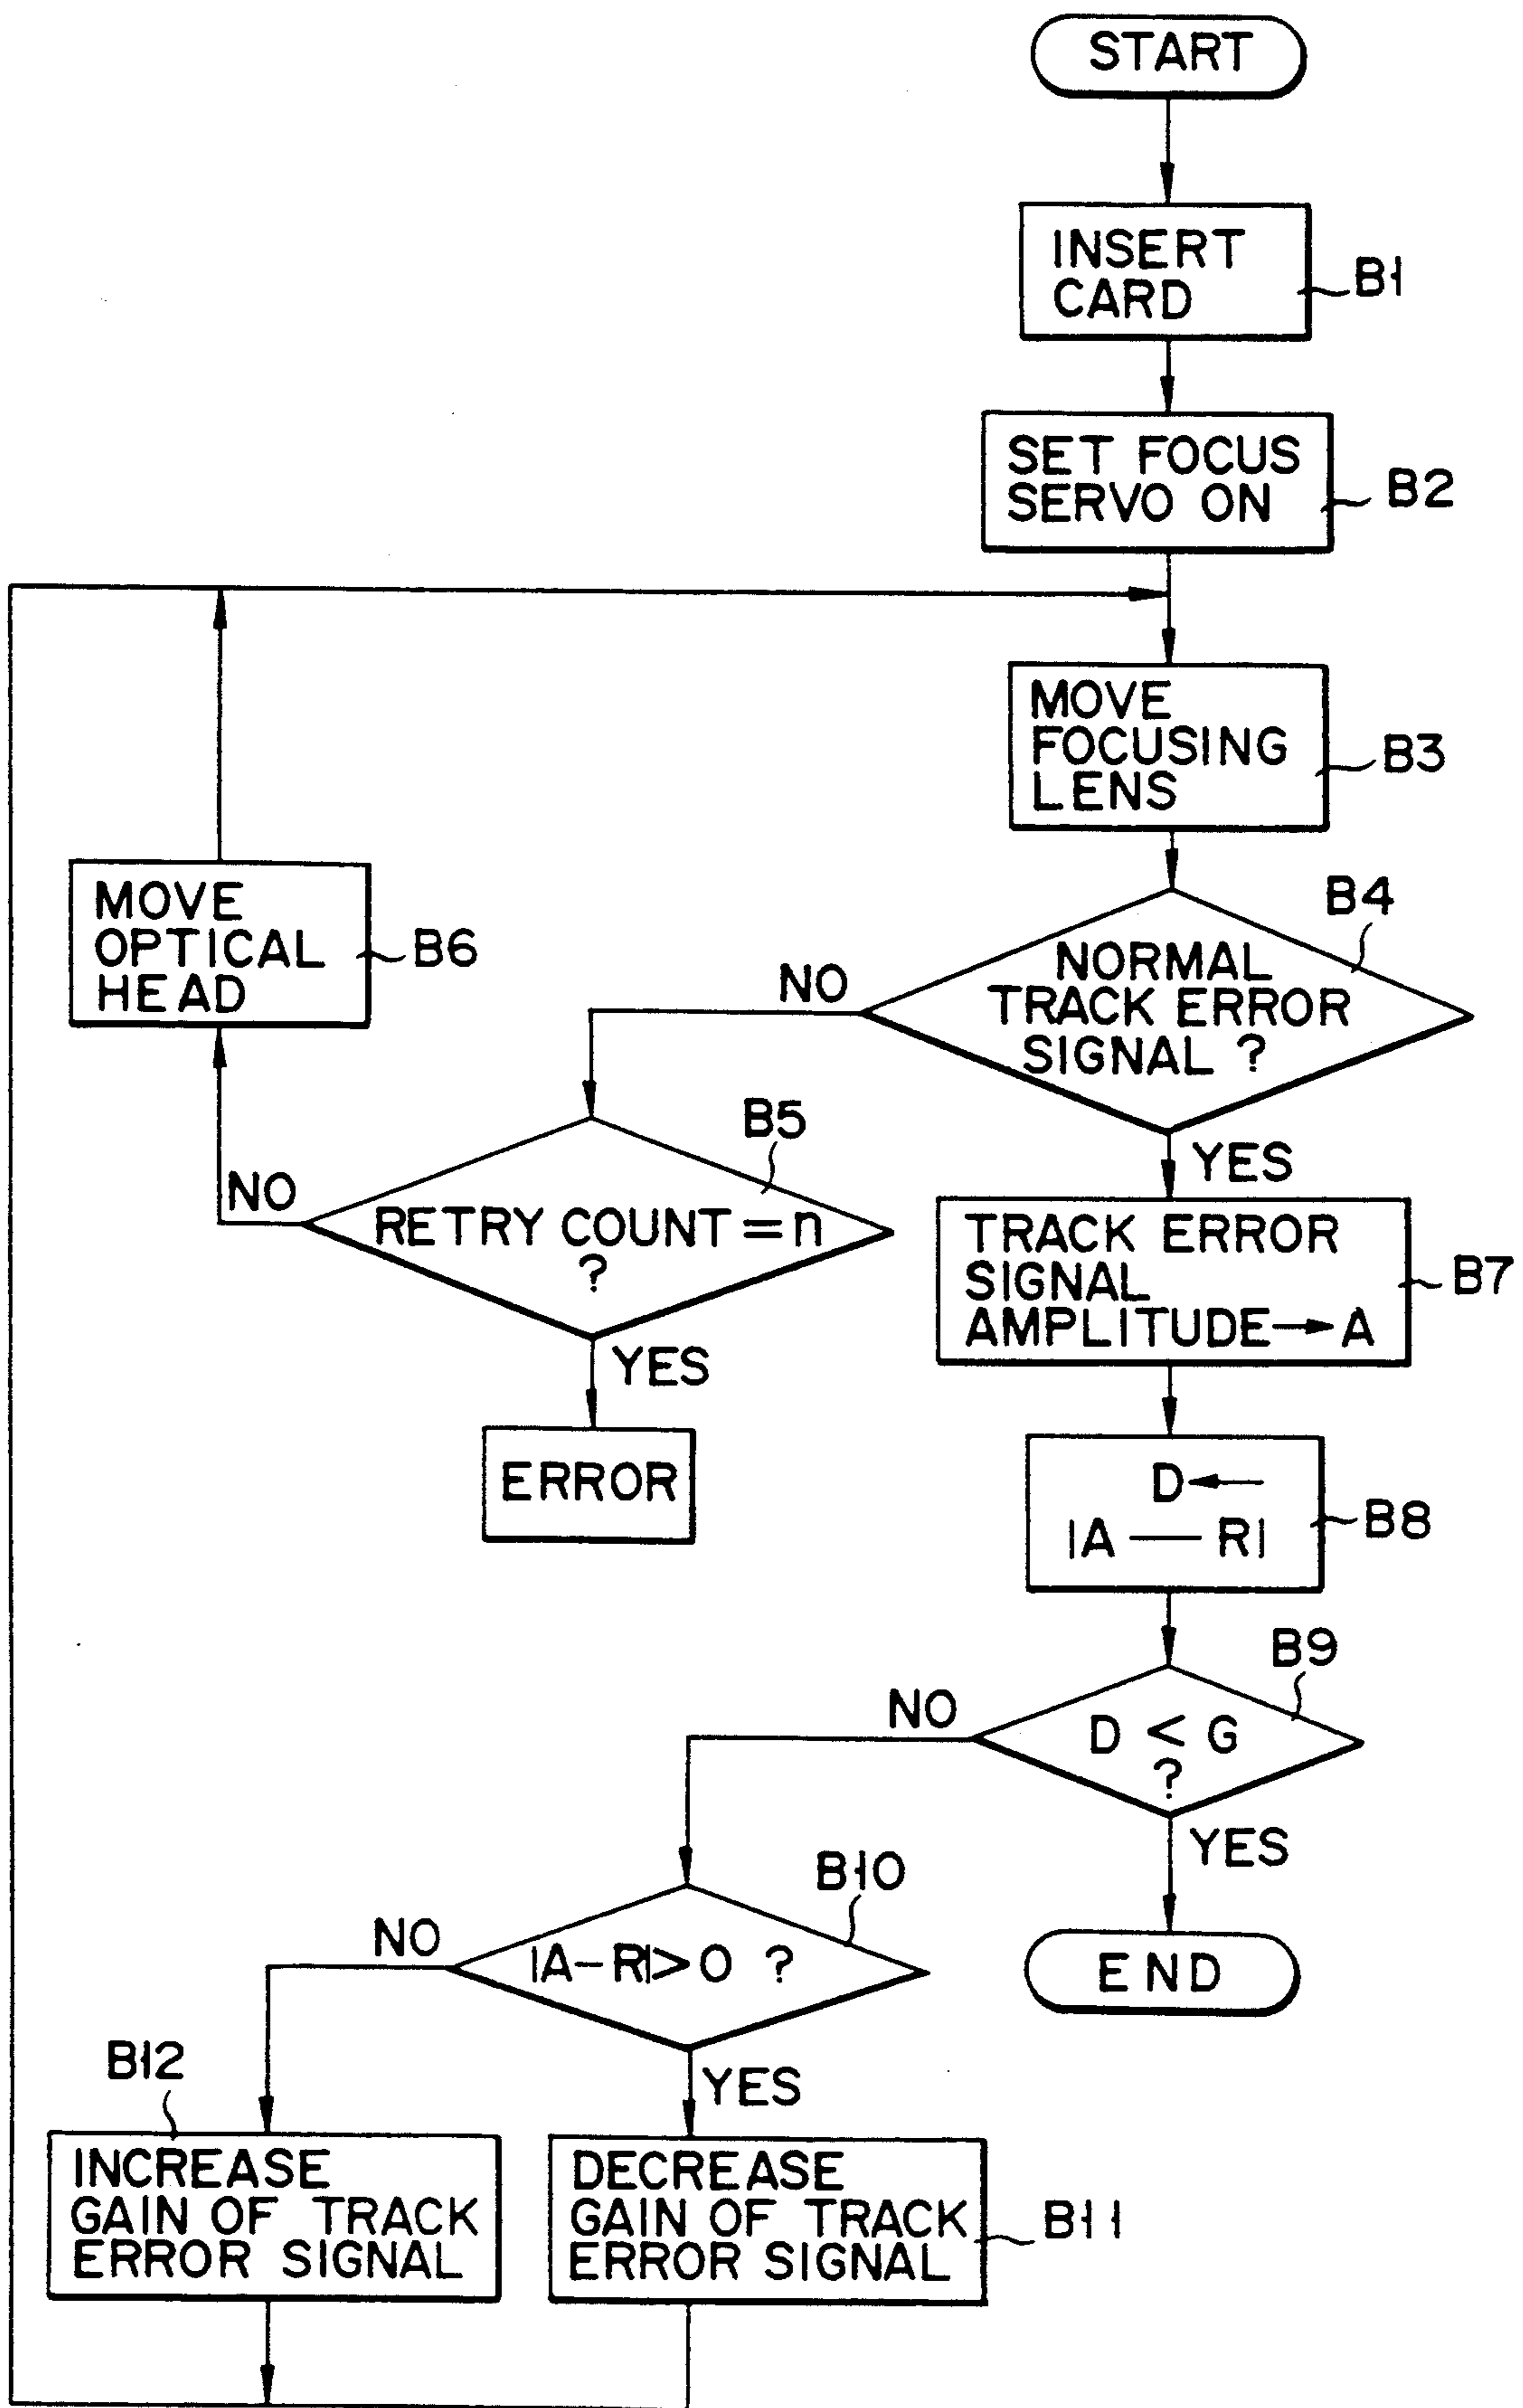 START
INSERT
CARD
B1
SET FOCUS
SERVO ON
B2
MOVE
FOCUSING
LENS
B3
B4
NORMAL
TRACK ERROR
SIGNAL ?
NO
YES
MOVE
OPTICAL
HEAD
B6
B5
RETRY COUNT = n
?
NO
YES
ERROR
TRACK ERROR
SIGNAL
AMPLITUDE → A
B7
D ←
|A — R|
B8
B9
D < G
?
NO
YES
END
B10
|A-R|>0 ?
NO
YES
B12
INCREASE
GAIN OF TRACK
ERROR SIGNAL
DECREASE
GAIN OF TRACK
ERROR SIGNAL
B11